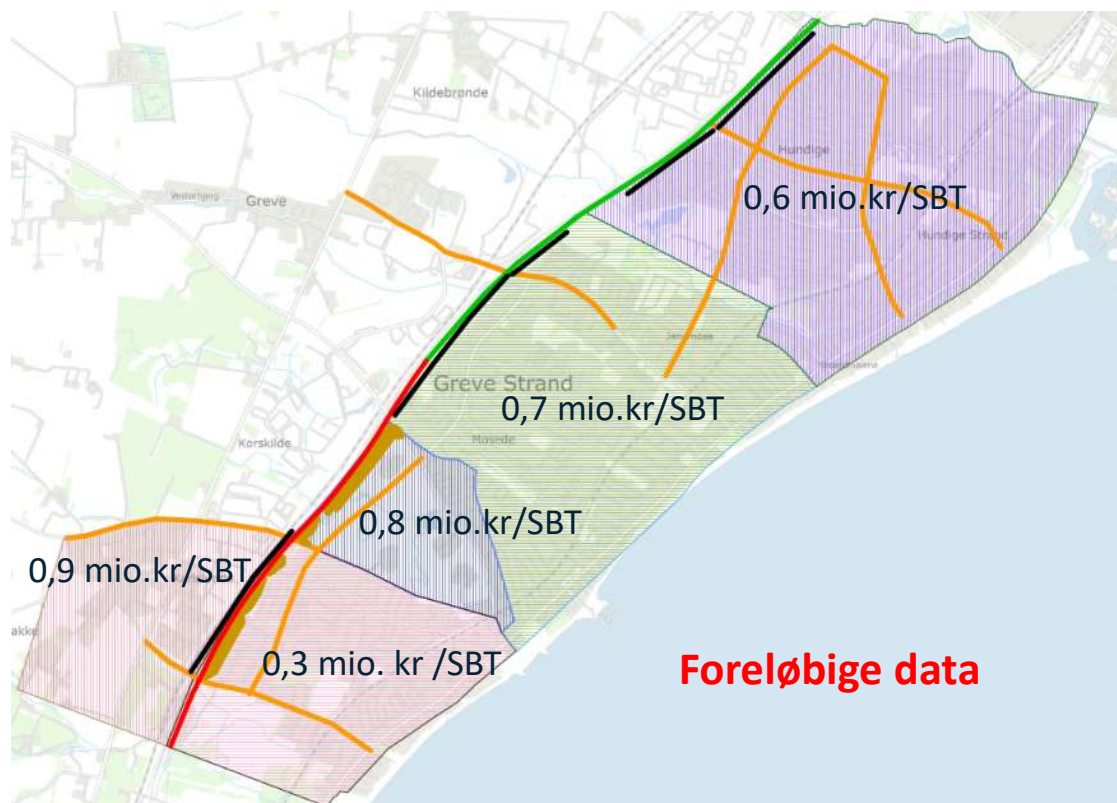 Kildebrønde
Hundige
Greve
0,6 mio.kr/SBT
Hundige Strand
Greve Strand
0,7 mio.kr/SBT
Mosede
Korskilde
0,8 mio.kr/SBT
0,9 mio.kr/SBT
akke
0,3 mio. kr /SBT
Foreløbige data